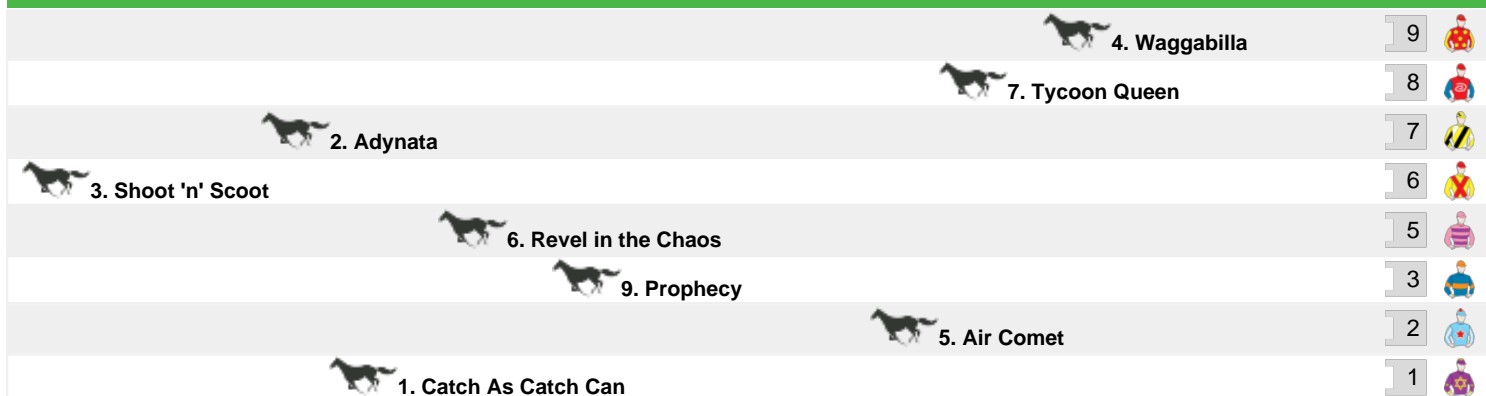 4. Waggabilla 9
7. Tycoon Queen 8
2. Adynata 7
3. Shoot 'n' Scoot 6
6. Revel in the Chaos 5
9. Prophecy 3
5. Air Comet 2
1. Catch As Catch Can 1